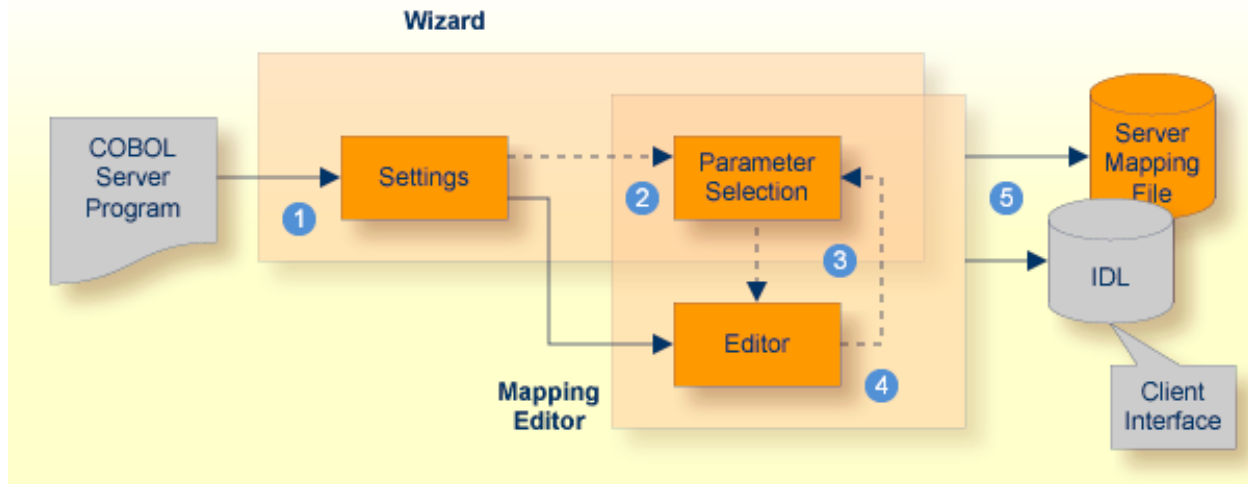 Wizard
COBOL
Server
Program
Settings
Parameter
Selection
Server
Mapping
File
1
2
3
5
IDL
Editor
4
Mapping
Editor
Client
Interface